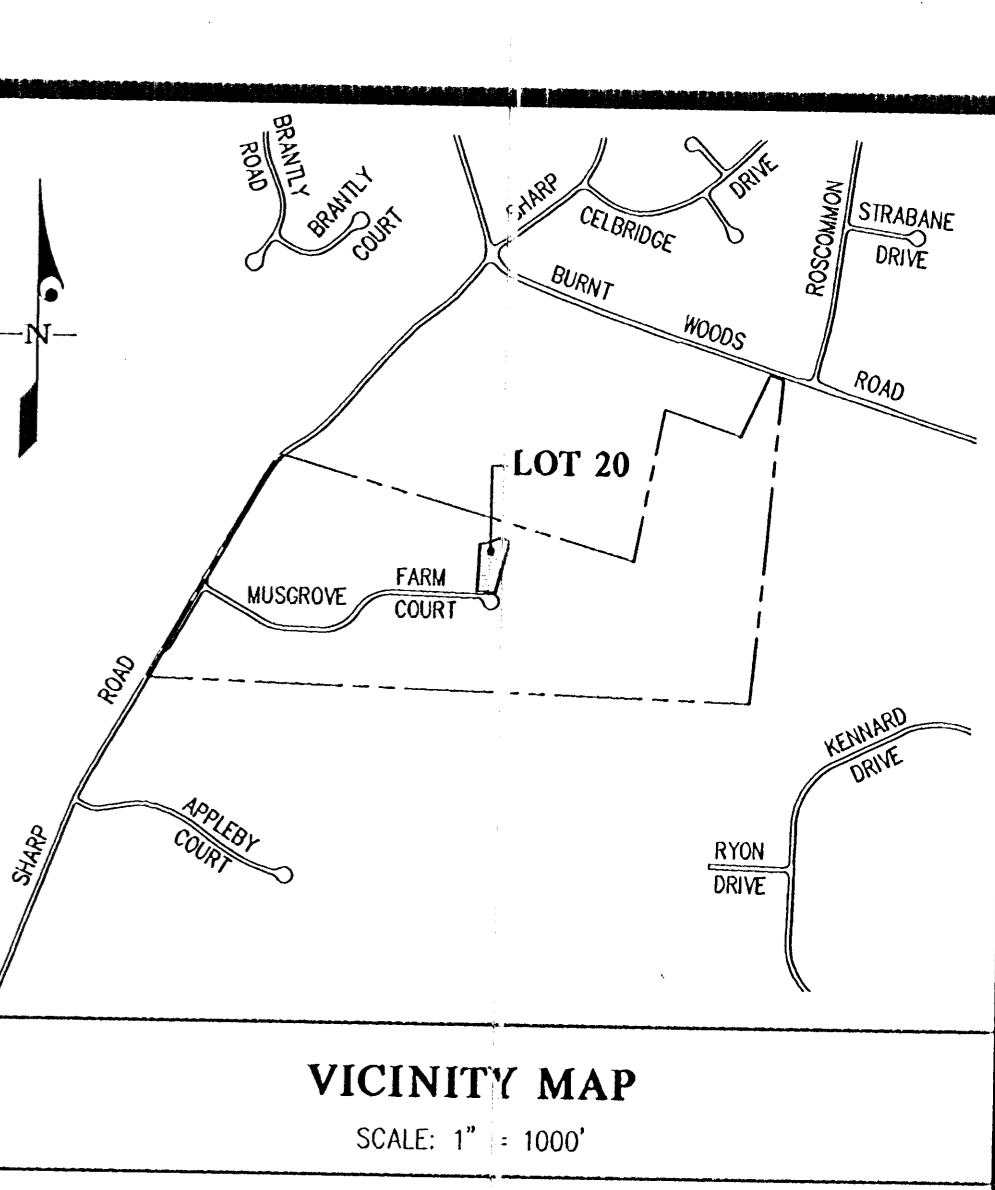 BRANTLY
ROAD
BRANTLY
COURT
SHARP
CELBRIDGE
DRIVE
ROSCOMMON
STRABANE
DRIVE
BURNT
WOODS
ROAD
N
LOT 20
MUSGROVE
FARM
COURT
ROAD
SHARP
APPLEBY
COURT
KENNARD
DRIVE
RYON
DRIVE
VICINITY MAP
SCALE: 1" = 1000'